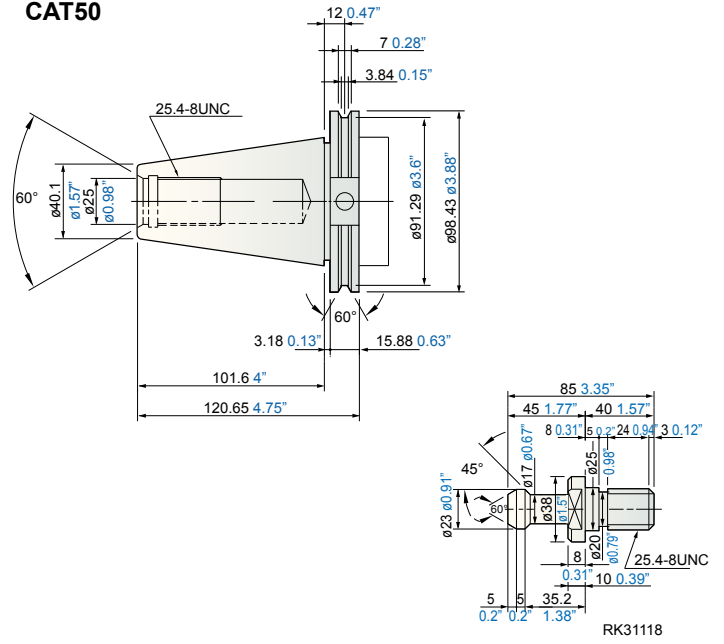 CAT50
12 0.47”
7 0.28”
3.84 0.15”
25.4-8UNC
60°
ø40.1
ø1.57”
ø25
ø0.98”
ø91.29 ø3.6”
ø98.43 ø3.88”
60°
3.18 0.13”
15.88 0.63”
101.6 4”
120.65 4.75”
85 3.35”
45 1.77”
40 1.57”
8 0.31”
5 0.2”
24 0.94”
3 0.12”
45°
ø17 ø0.67”
ø25
0.98”
ø23 ø0.91”
60°
ø38
ø1.5”
ø20
ø0.79”
8
0.31”
25.4-8UNC
10 0.39”
5
0.2”
5
0.2”
35.2
1.38”
RK31118